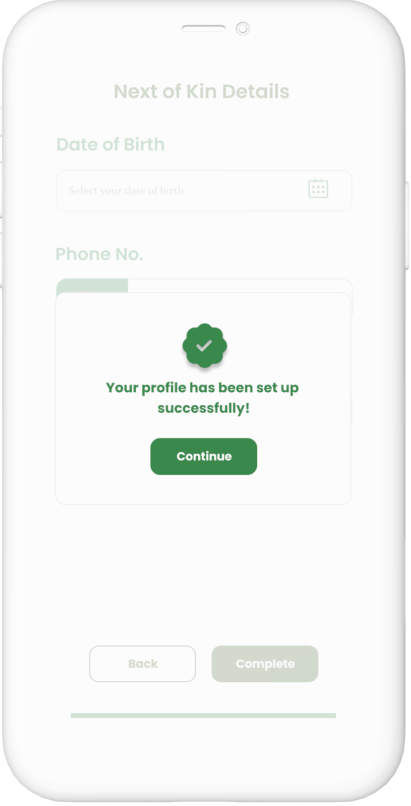 Next of Kin Details
Date of Birth
Select your date of birth
Phone No.
Your profile has been set up
successfully!
Continue
Back
Complete